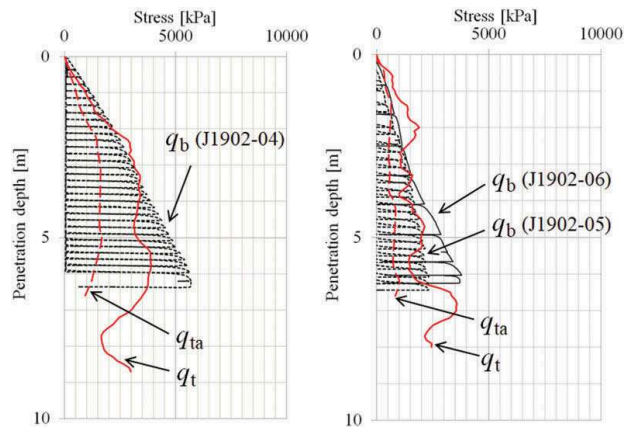 Stress [kPa]
0 5000 10000
0
5
10
Penetration depth [m]
qb (J1902-04)
qta
qt
Stress [kPa]
0 5000 10000
0
5
10
Penetration depth [m]
qb (J1902-06)
qb (J1902-05)
qta
qt